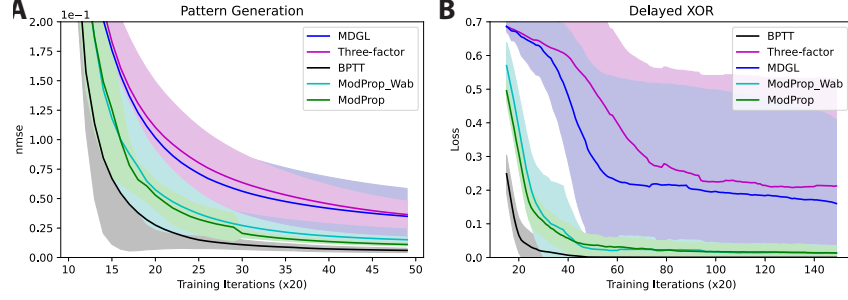 A
Pattern Generation
1e−1
2.00
1.75
1.50
1.25
1.00
0.75
0.50
0.25
0.00
nmse
MDGL
Three-factor
BPTT
ModProp_Wab
ModProp
10 15 20 25 30 35 40 45 50
Training Iterations (x20)
B
Delayed XOR
0.7
0.6
0.5
0.4
0.3
0.2
0.1
0.0
Loss
BPTT
Three-factor
MDGL
ModProp_Wab
ModProp
20 40 60 80 100 120 140
Training Iterations (x20)